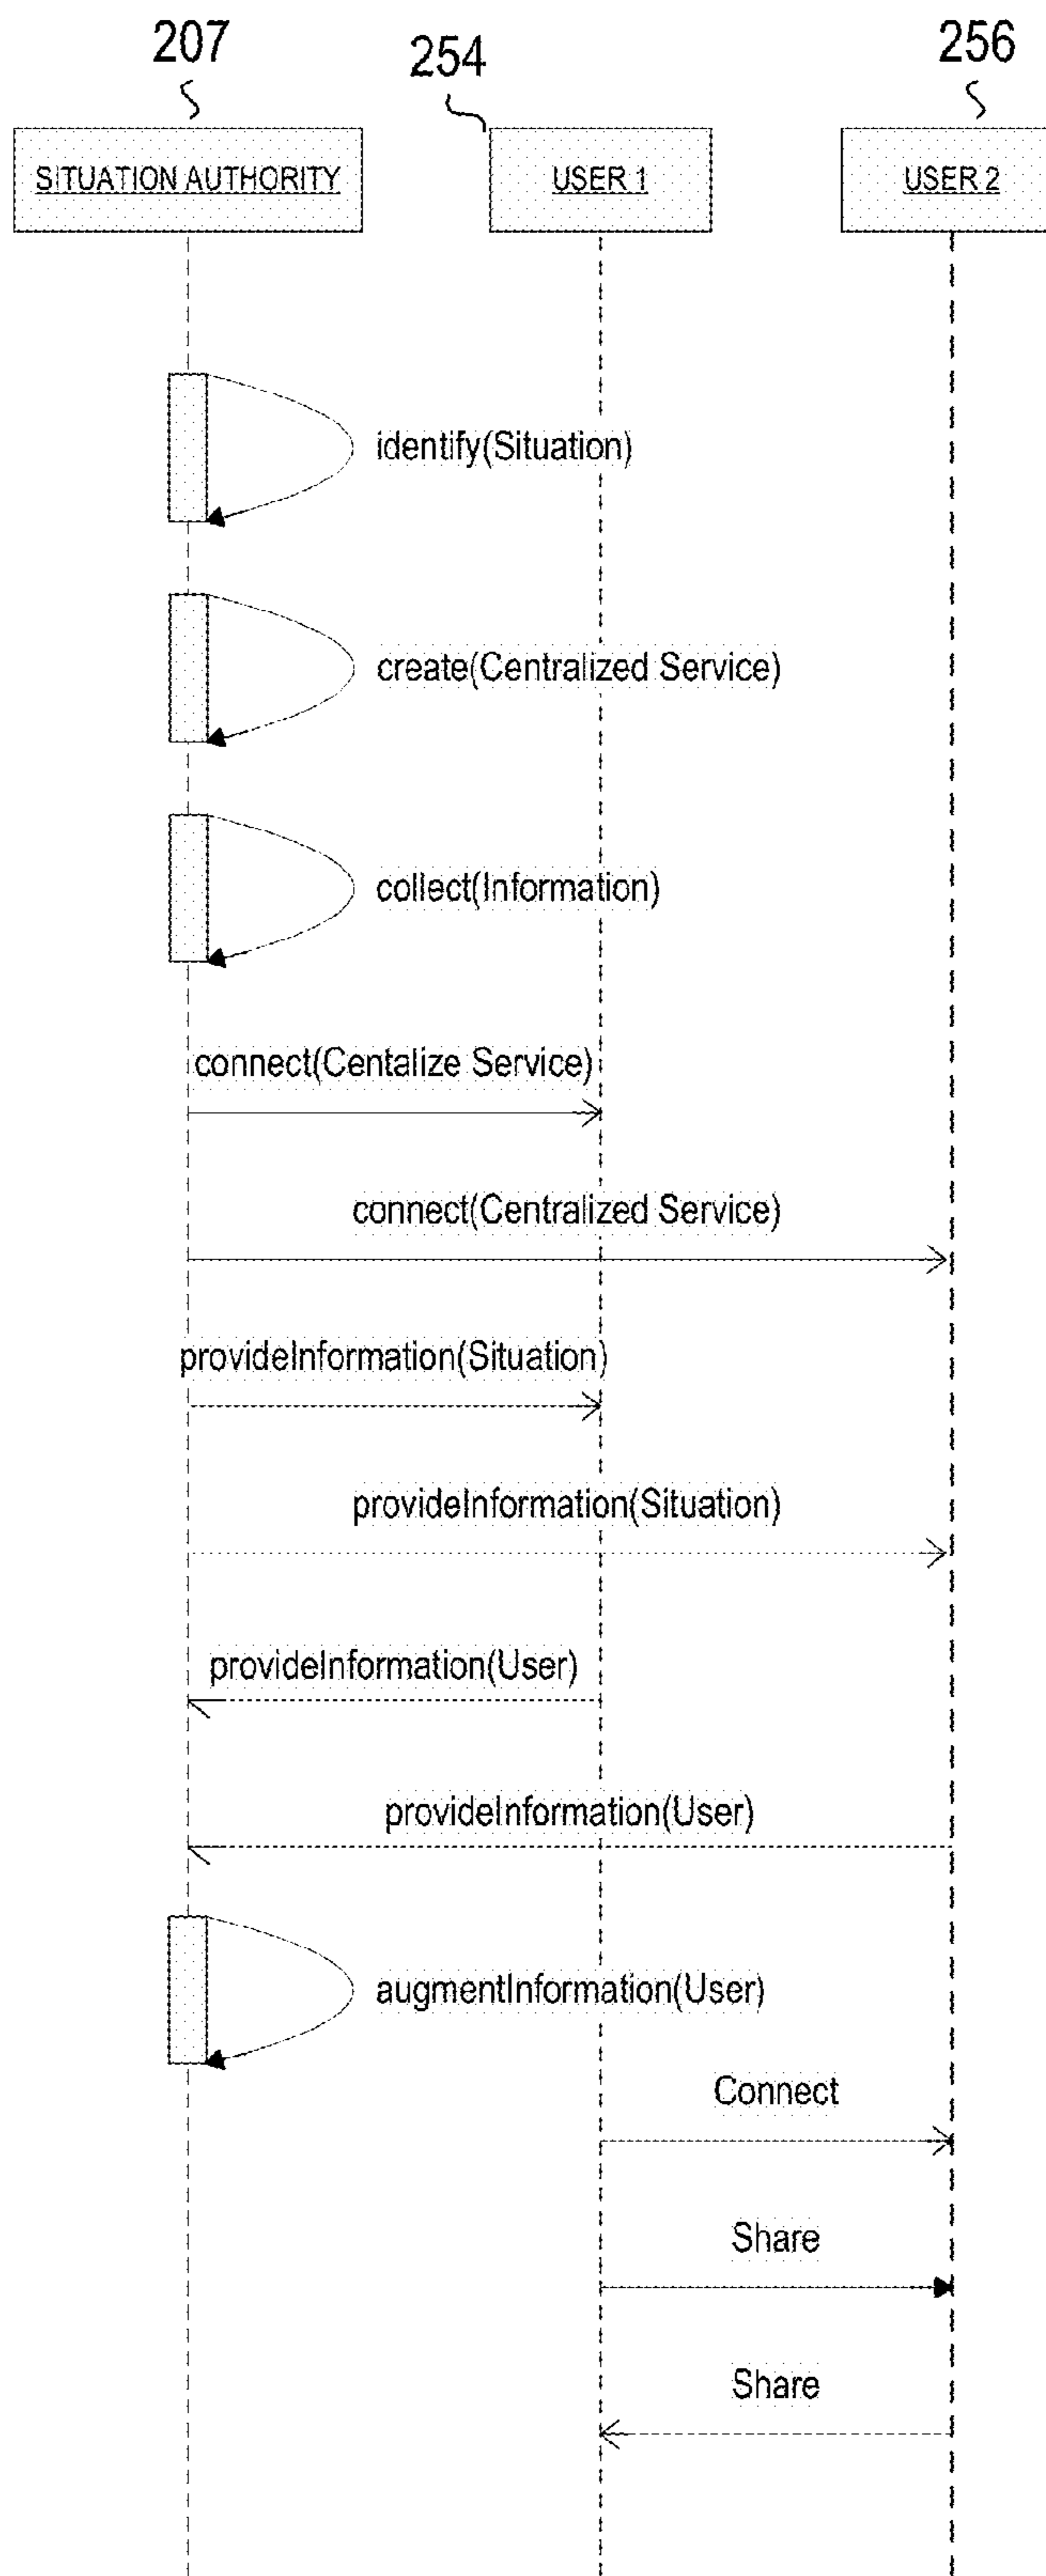 207
254
256
SITUATION AUTHORITY
USER 1
USER 2
identify(Situation)
create(Centralized Service)
collect(Information)
connect(Centalize Service)
connect(Centralized Service)
provideInformation(Situation)
provideInformation(Situation)
provideInformation(User)
provideInformation(User)
augmentInformation(User)
Connect
Share
Share